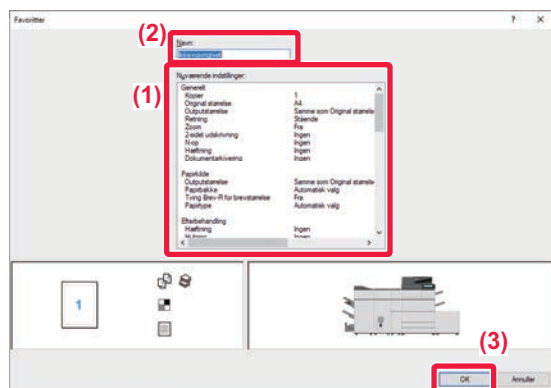 Favoritter ? ×
(2)
Navn:
(1)
Nuværende indstillinger:
Generelt
Kopier 1
Original størrelse A4
Outputstørrelse Samme som Original størrelse
Retning Stående
Zoom Fra
2-sidet udskrivning Ingen
N-op Ingen
Hæftning Ingen
Dokumentarkivering Ingen
Papirkilde
Outputstørrelse Samme som Original størrelse
Papirbakke Automatisk valg
Tving Brev-R for brevstørrelse Fra
Papirtype Automatisk valg
Efterbehandling
Hæftning Ingen
Hulning Ingen
1
(3)
OK Annuller